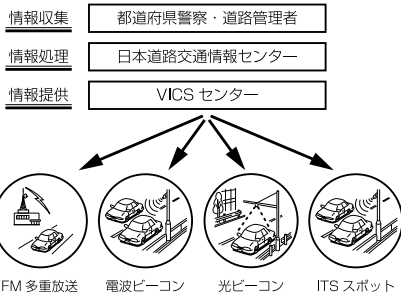 情報収集 都道府県警察・道路管理者
情報処理 日本道路交通情報センター
情報提供 VICS センター
FM 多重放送 電波ビーコン 光ビーコン ITS スポット